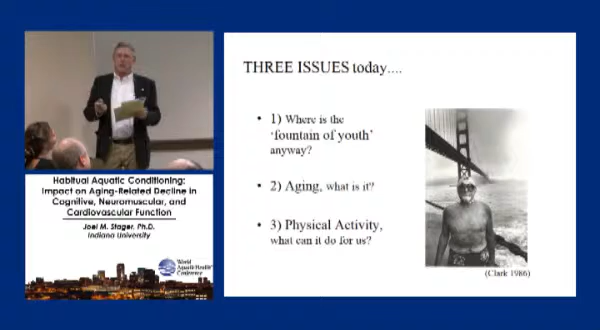 Habitual Aquatic Conditioning:
Impact on Aging-Related Decline in
Cognitive, Neuromuscular, and
Cardiovascular Function
Joel M. Stager, Ph.D.
Indiana University
World
Aquatic Health
Conference
THREE ISSUES today....
• 1) Where is the
'fountain of youth'
anyway?
• 2) Aging, what is it?
• 3) Physical Activity,
what can it do for us?
(Clark 1986)